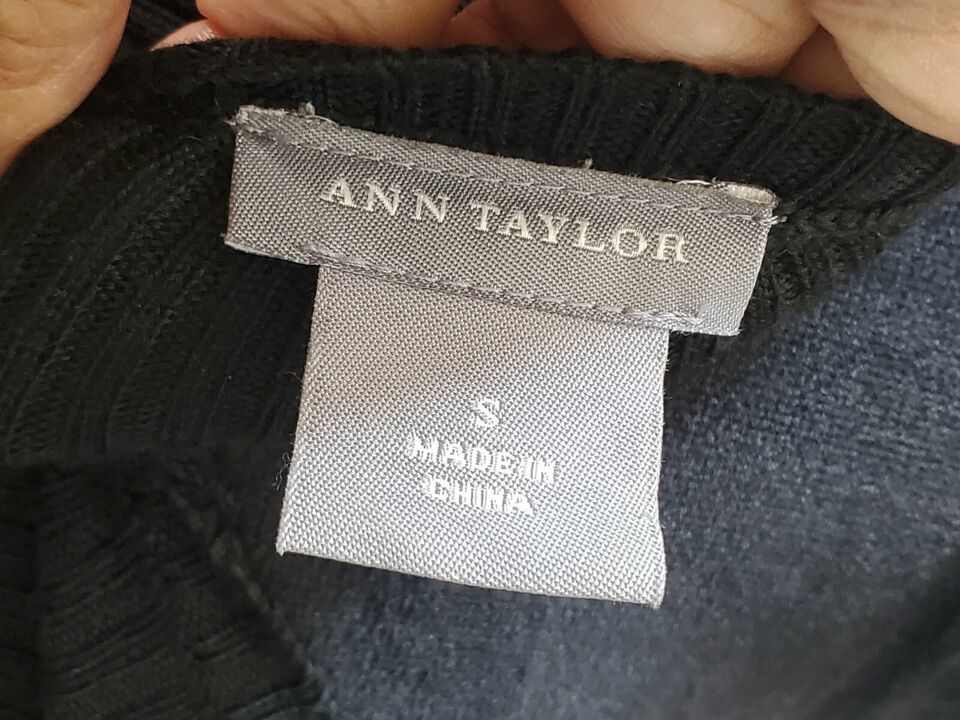 ANN TAYLOR
S
MADE IN
CHINA